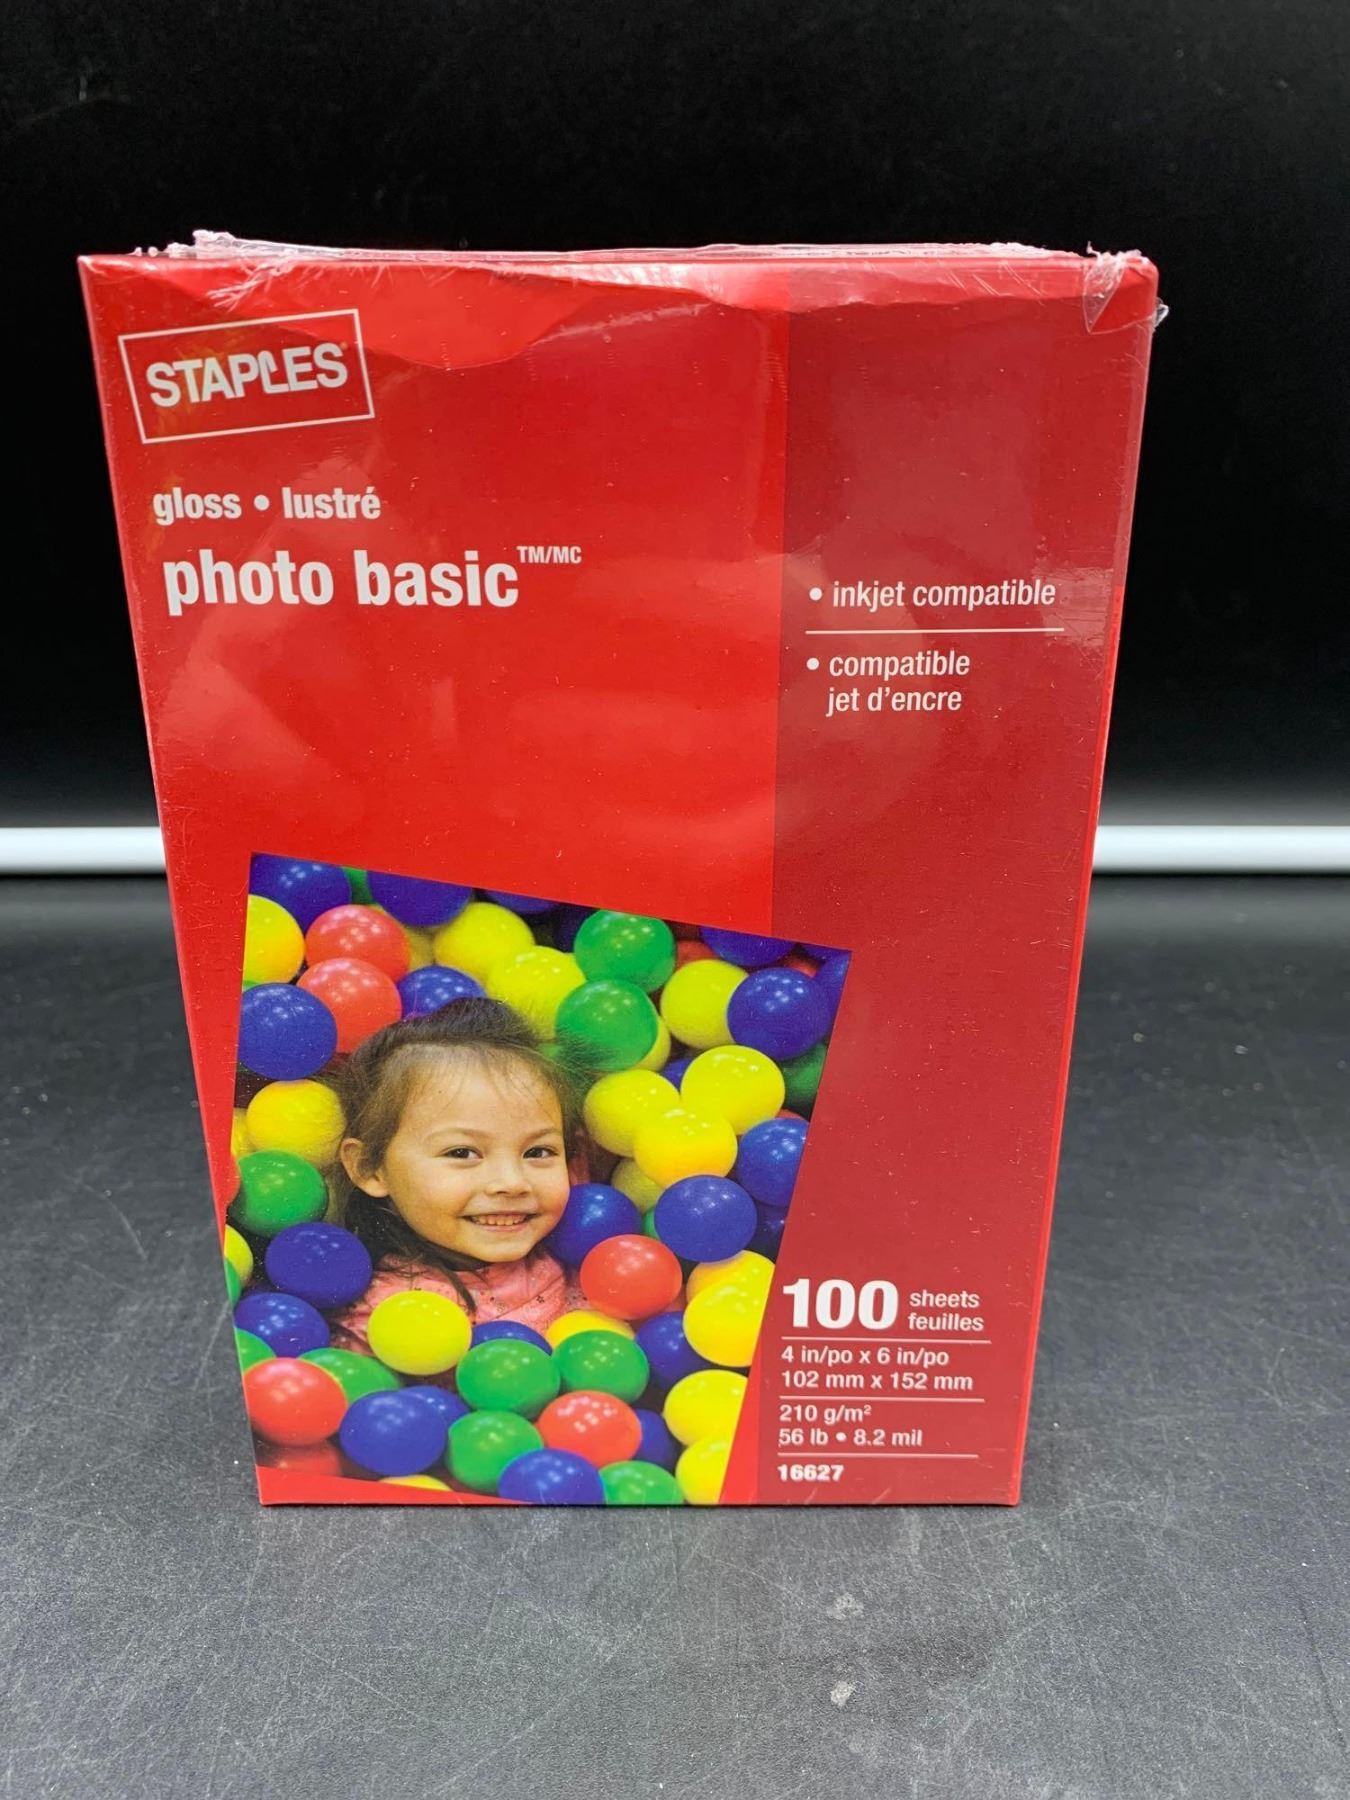 STAPLES
gloss • lustré
photo basic™/MC
• inkjet compatible
• compatible
jet d'encre
100 sheets
feuilles
4 in/po x 6 in/po
102 mm x 152 mm
210 g/m²
56 lb • 8.2 mil
16627